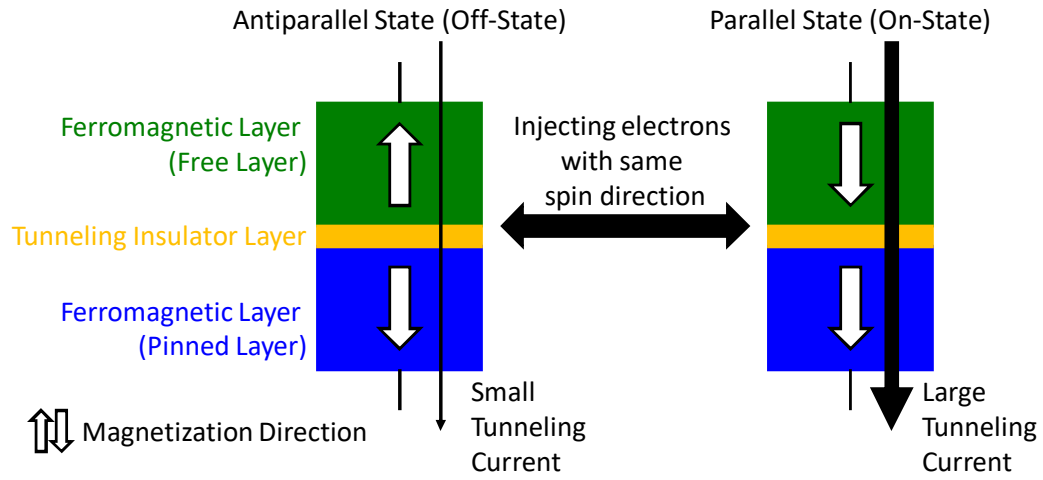 Antiparallel State (Off-State)
Parallel State (On-State)
Ferromagnetic Layer
(Free Layer)
Injecting electrons
with same
spin direction
Tunneling Insulator Layer
Ferromagnetic Layer
(Pinned Layer)
Small
Tunneling
Current
Large
Tunneling
Current
Magnetization Direction